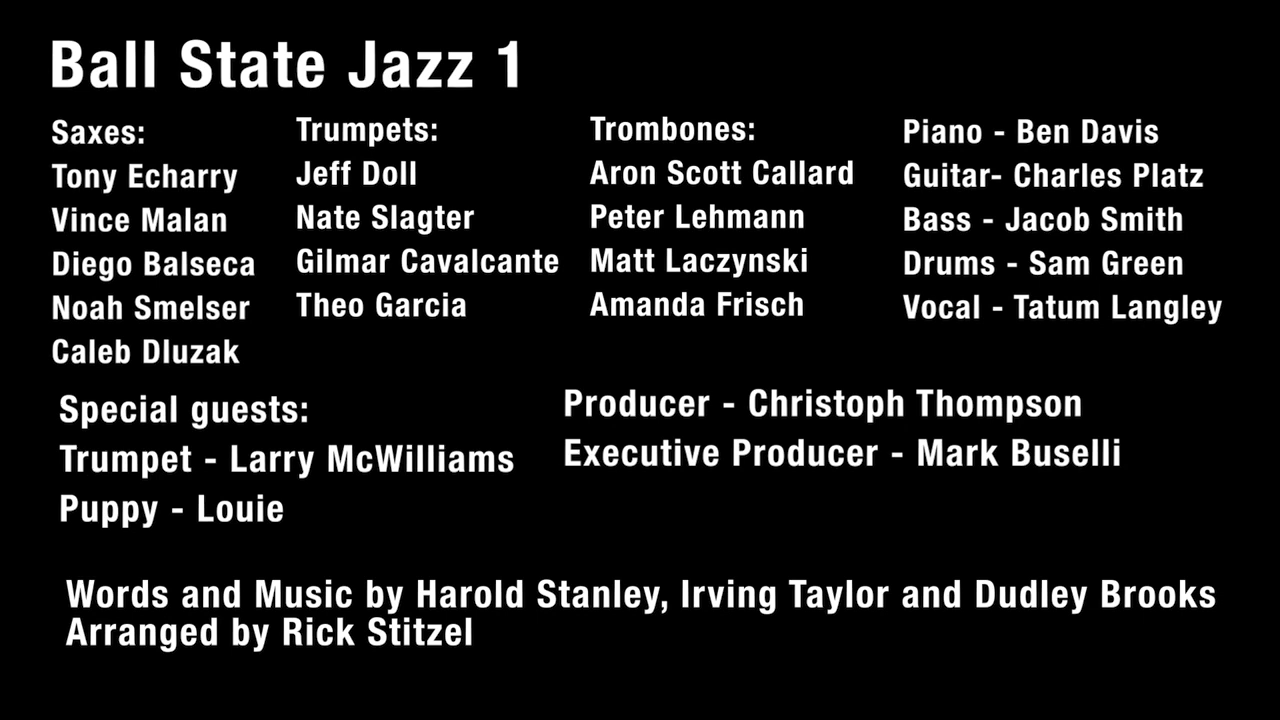 Ball State Jazz 1
Saxes:
Tony Echarry
Vince Malan
Diego Balseca
Noah Smelser
Caleb Dluzak
Trumpets:
Jeff Doll
Nate Slagter
Gilmar Cavalcante
Theo Garcia
Trombones:
Aron Scott Callard
Peter Lehmann
Matt Laczynski
Amanda Frisch
Piano - Ben Davis
Guitar- Charles Platz
Bass - Jacob Smith
Drums - Sam Green
Vocal - Tatum Langley
Special guests:
Trumpet - Larry McWilliams
Puppy - Louie
Producer - Christoph Thompson
Executive Producer - Mark Buselli
Words and Music by Harold Stanley, Irving Taylor and Dudley Brooks
Arranged by Rick Stitzel